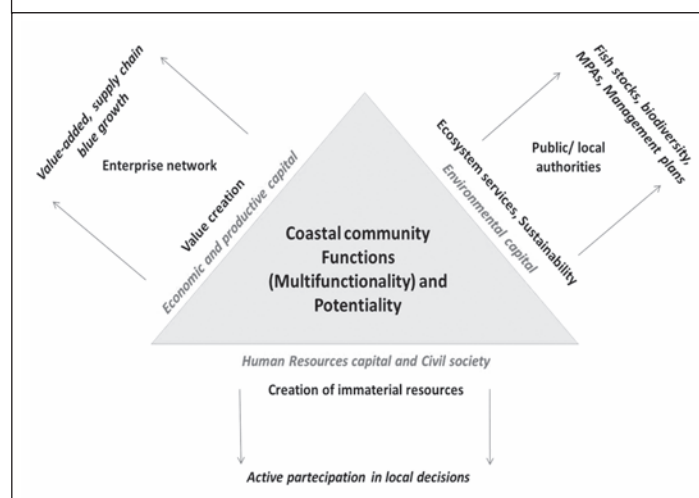 Value-added, supply chain
blue growth
Enterprise network
Value creation
Economic and productive capital
Fish stocks, biodiversity,
MPAs, Management plans
Public/ local
authorities
Ecosystem services, Sustainability
Environmental capital
Coastal community
Functions
(Multifunctionality) and
Potentiality
Human Resources capital and Civil society
Creation of immaterial resources
Active partecipation in local decisions